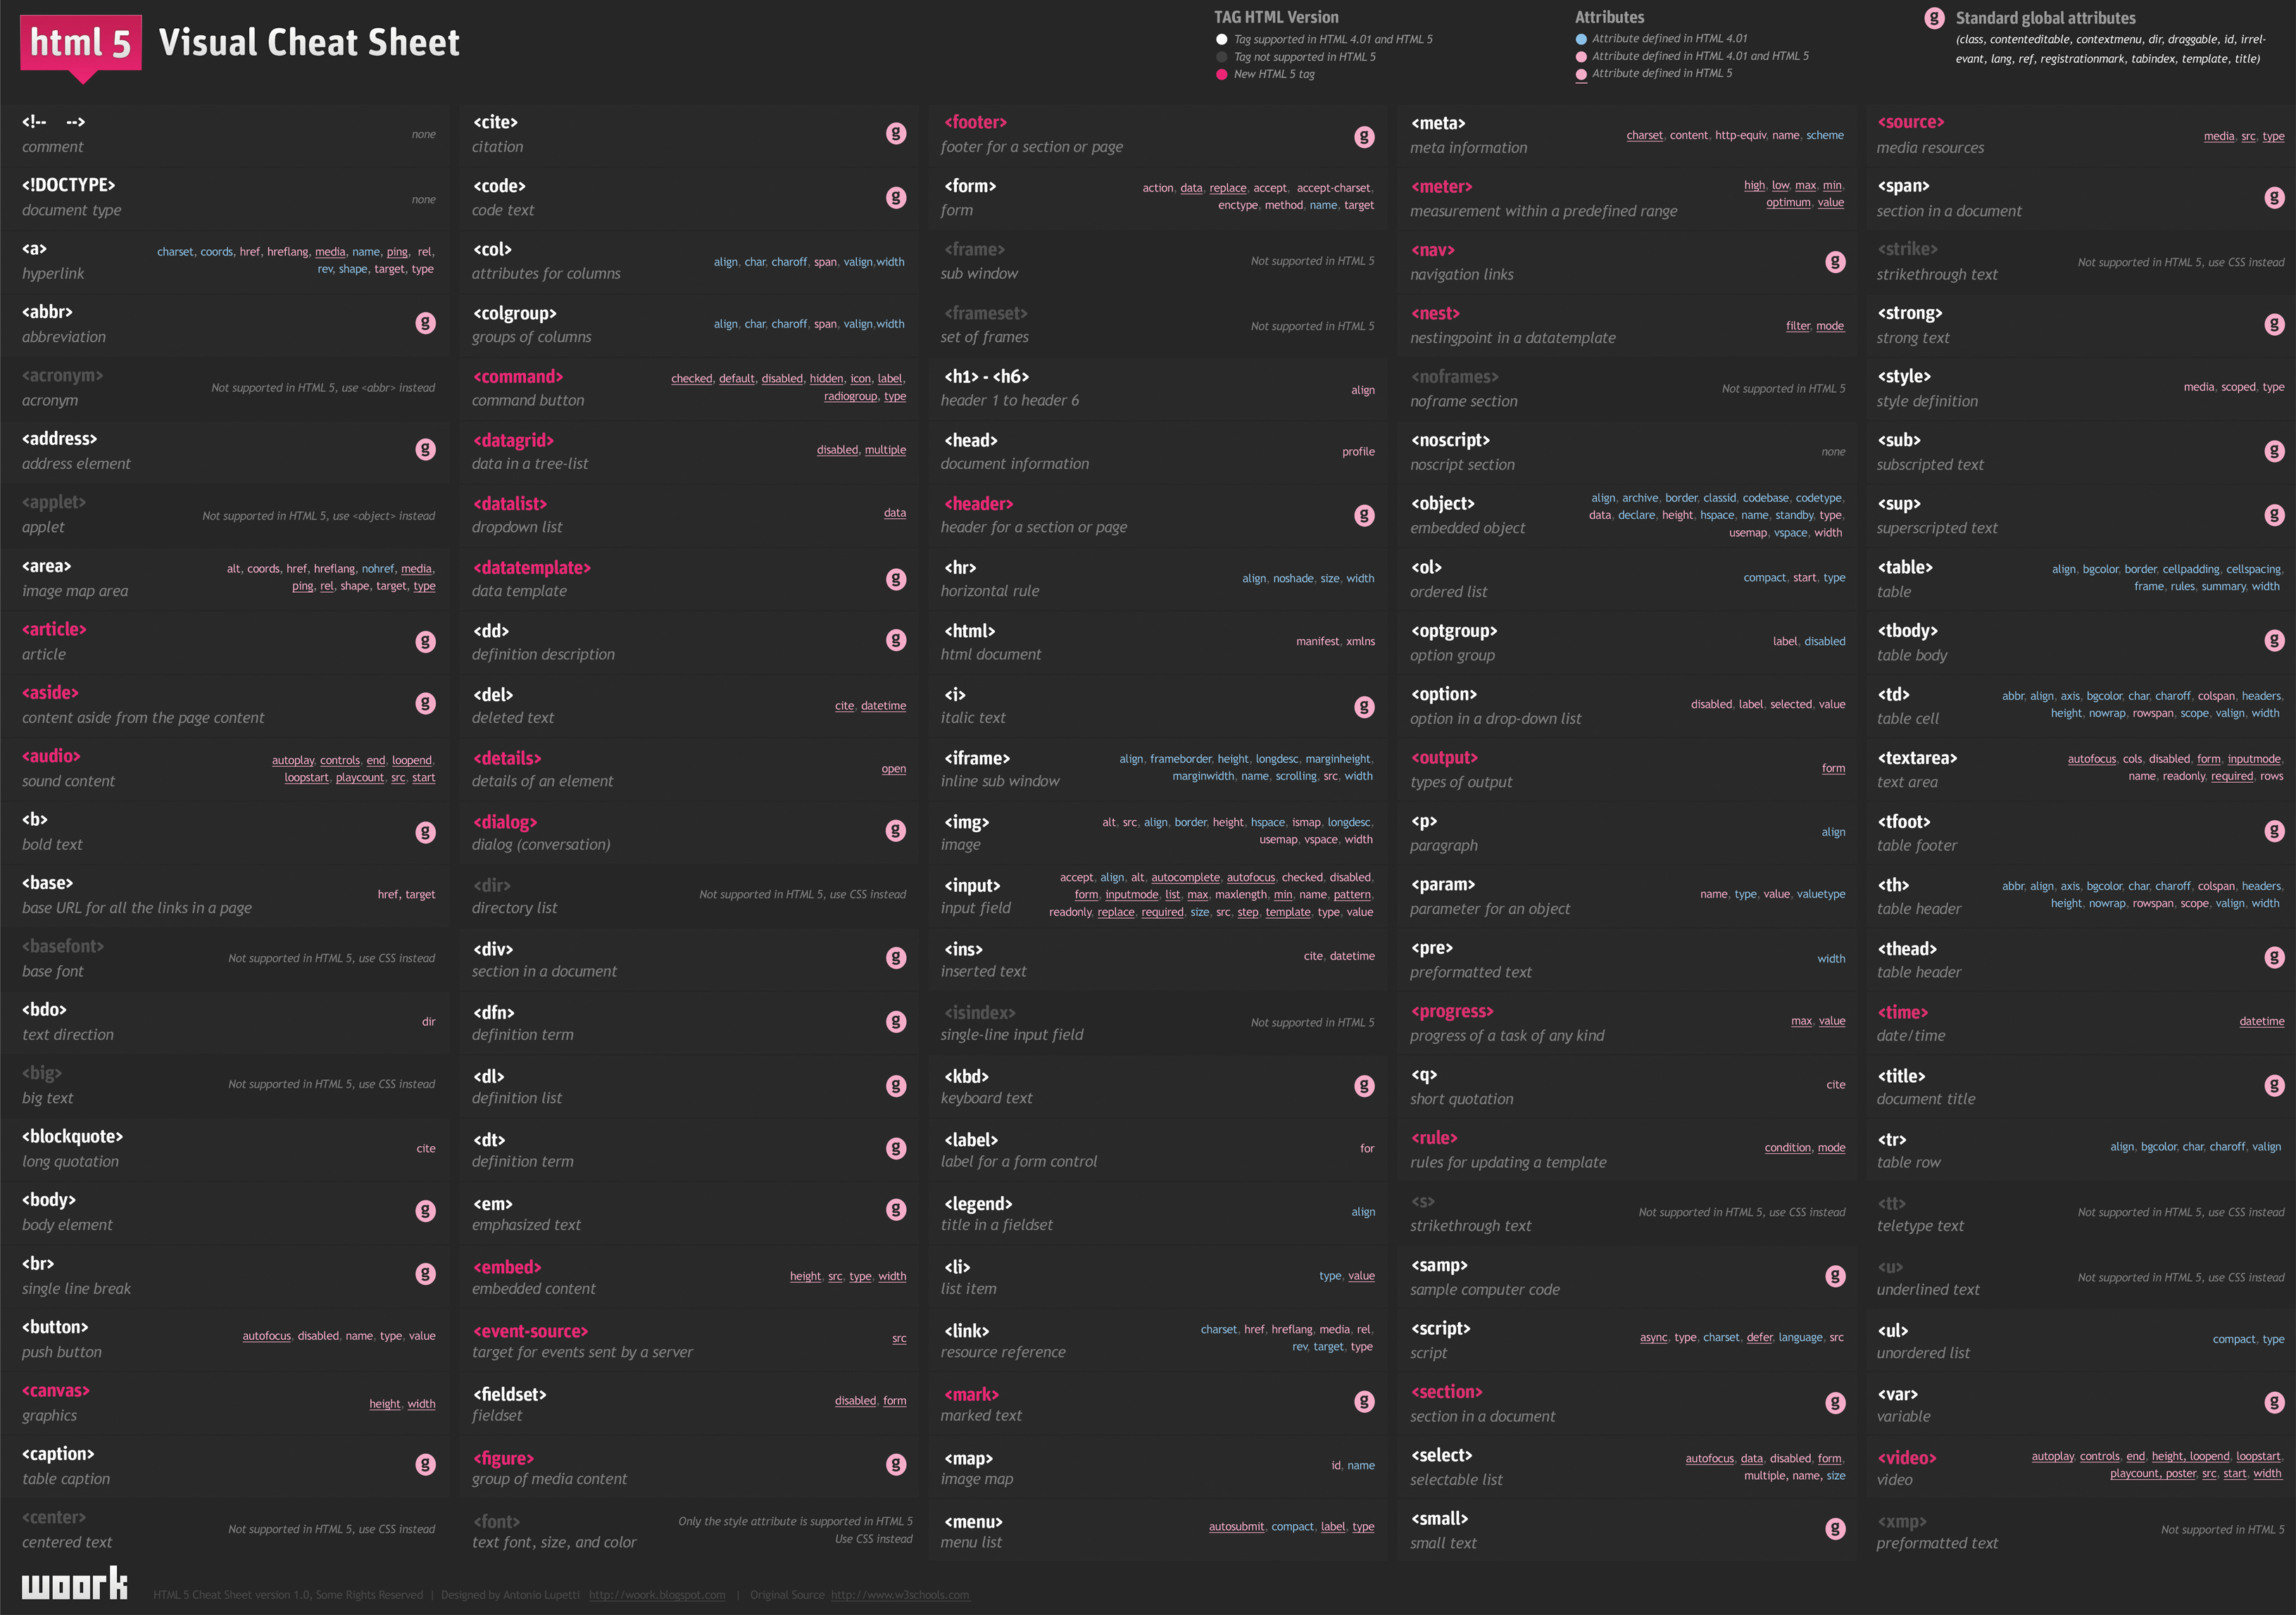 html 5 Visual Cheat Sheet
TAG HTML Version
Tag supported in HTML 4.01 and HTML 5
Tag not supported in HTML 5
New HTML 5 tag
Attributes
Attribute defined in HTML 4.01
Attribute defined in HTML 4.01 and HTML 5
Attribute defined in HTML 5
g Standard global attributes
(class, contenteditable, contextmenu, dir, draggable, id, irrel-
evant, lang, ref, registrationmark, tabindex, template, title)
<!-- -->
none
comment
<!DOCTYPE>
none
document type
<a>
charset, coords, href, hreflang, media, name, ping, rel,
rev, shape, target, type
hyperlink
<abbr>
g
abbreviation
<acronym>
Not supported in HTML 5, use <abbr> instead
acronym
<address>
g
address element
<applet>
Not supported in HTML 5, use <object> instead
applet
<area>
alt, coords, href, hreflang, nohref, media,
ping, rel, shape, target, type
image map area
<article>
g
article
<aside>
g
content aside from the page content
<audio>
autoplay, controls, end, loopend,
loopstart, playcount, src, start
sound content
<b>
g
bold text
<base>
href, target
base URL for all the links in a page
<basefont>
Not supported in HTML 5, use CSS instead
base font
<bdo>
dir
text direction
<big>
Not supported in HTML 5, use CSS instead
big text
<blockquote>
cite
long quotation
<body>
g
body element
<br>
g
single line break
<button>
autofocus, disabled, name, type, value
push button
<canvas>
height, width
graphics
<caption>
g
table caption
<center>
Not supported in HTML 5, use CSS instead
centered text
<cite>
g
citation
<code>
g
code text
<col>
align, char, charoff, span, valign,width
attributes for columns
<colgroup>
align, char, charoff, span, valign,width
groups of columns
<command>
checked, default, disabled, hidden, icon, label,
radiogroup, type
command button
<datagrid>
disabled, multiple
data in a tree-list
<datalist>
data
dropdown list
<datatemplate>
g
data template
<dd>
g
definition description
<del>
cite, datetime
deleted text
<details>
open
details of an element
<dialog>
g
dialog (conversation)
<dir>
Not supported in HTML 5, use CSS instead
directory list
<div>
g
section in a document
<dfn>
g
definition term
<dl>
g
definition list
<dt>
g
definition term
<em>
g
emphasized text
<embed>
height, src, type, width
embedded content
<event-source>
src
target for events sent by a server
<fieldset>
disabled, form
fieldset
<figure>
g
group of media content
<font>
Only the style attribute is supported in HTML 5
Use CSS instead
text font, size, and color
<footer>
g
footer for a section or page
<form>
action, data, replace, accept, accept-charset,
enctype, method, name, target
form
<frame>
Not supported in HTML 5
sub window
<frameset>
Not supported in HTML 5
set of frames
<h1> - <h6>
align
header 1 to header 6
<head>
profile
document information
<header>
g
header for a section or page
<hr>
align, noshade, size, width
horizontal rule
<html>
manifest, xmlns
html document
<i>
g
italic text
<iframe>
align, frameborder, height, longdesc, marginheight,
marginwidth, name, scrolling, src, width
inline sub window
<img>
alt, src, align, border, height, hspace, ismap, longdesc,
usemap, vspace, width
image
<input>
accept, align, alt, autocomplete, autofocus, checked, disabled,
form, inputmode, list, max, maxlength, min, name, pattern,
readonly, replace, required, size, src, step, template, type, value
input field
<ins>
cite, datetime
inserted text
<isindex>
Not supported in HTML 5
single-line input field
<kbd>
g
keyboard text
<label>
for
label for a form control
<legend>
align
title in a fieldset
<li>
type, value
list item
<link>
charset, href, hreflang, media, rel,
rev, target, type
resource reference
<mark>
g
marked text
<map>
id, name
image map
<menu>
autosubmit, compact, label, type
menu list
<meta>
charset, content, http-equiv, name, scheme
meta information
<meter>
high, low, max, min,
optimum, value
measurement within a predefined range
<nav>
g
navigation links
<nest>
filter, mode
nestingpoint in a datatemplate
<noframes>
Not supported in HTML 5
noframe section
<noscript>
none
noscript section
<object>
align, archive, border, classid, codebase, codetype,
data, declare, height, hspace, name, standby, type,
usemap, vspace, width
embedded object
<ol>
compact, start, type
ordered list
<optgroup>
label, disabled
option group
<option>
disabled, label, selected, value
option in a drop-down list
<output>
form
types of output
<p>
align
paragraph
<param>
name, type, value, valuetype
parameter for an object
<pre>
width
preformatted text
<progress>
max, value
progress of a task of any kind
<q>
cite
short quotation
<rule>
condition, mode
rules for updating a template
<s>
Not supported in HTML 5, use CSS instead
strikethrough text
<samp>
g
sample computer code
<script>
async, type, charset, defer, language, src
script
<section>
g
section in a document
<select>
autofocus, data, disabled, form,
multiple, name, size
selectable list
<small>
g
small text
<source>
media, src, type
media resources
<span>
g
section in a document
<strike>
Not supported in HTML 5, use CSS instead
strikethrough text
<strong>
g
strong text
<style>
media, scoped, type
style definition
<sub>
g
subscripted text
<sup>
g
superscripted text
<table>
align, bgcolor, border, cellpadding, cellspacing,
frame, rules, summary, width
table
<tbody>
g
table body
<td>
abbr, align, axis, bgcolor, char, charoff, colspan, headers,
height, nowrap, rowspan, scope, valign, width
table cell
<textarea>
autofocus, cols, disabled, form, inputmode,
name, readonly, required, rows
text area
<tfoot>
g
table footer
<th>
abbr, align, axis, bgcolor, char, charoff, colspan, headers,
height, nowrap, rowspan, scope, valign, width
table header
<thead>
g
table header
<time>
datetime
date/time
<title>
g
document title
<tr>
align, bgcolor, char, charoff, valign
table row
<tt>
Not supported in HTML 5, use CSS instead
teletype text
<u>
Not supported in HTML 5, use CSS instead
underlined text
<ul>
compact, type
unordered list
<var>
g
variable
<video>
autoplay, controls, end, height, loopend, loopstart,
playcount, poster, src, start, width
video
<xmp>
Not supported in HTML 5
preformatted text
woork HTML 5 Cheat Sheet version 1.0, Some Rights Reserved | Designed by Antonio Lupetti http://woork.blogspot.com | Original Source http://www.w3schools.com